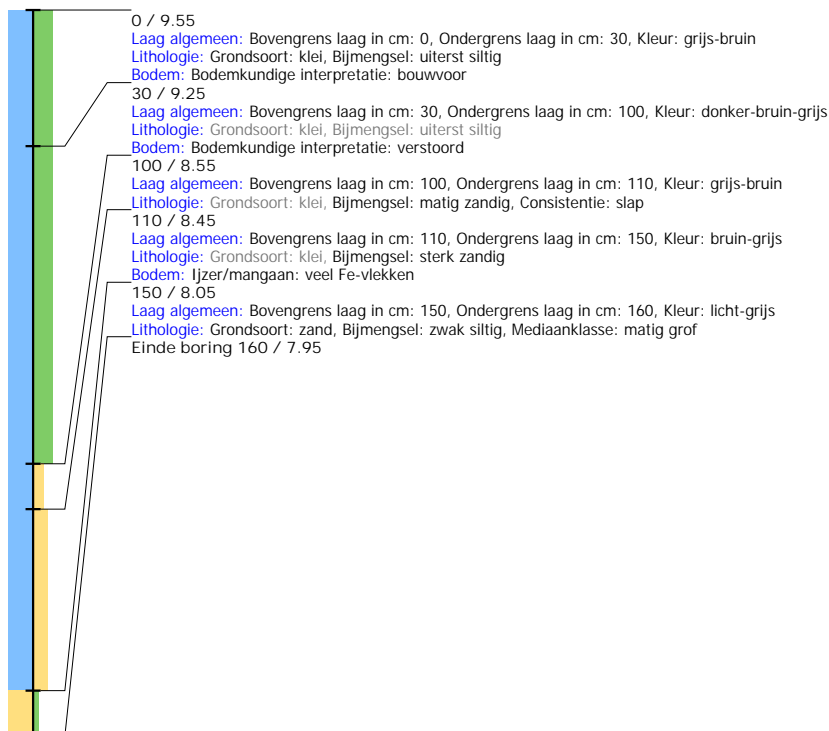 0 / 9.55
Laag algemeen: Bovengrens laag in cm: 0, Ondergrens laag in cm: 30, Kleur: grijs-bruin
Lithologie: Grondsoort: klei, Bijmengsel: uiterst siltig
Bodem: Bodemkundige interpretatie: bouwvoor
30 / 9.25
Laag algemeen: Bovengrens laag in cm: 30, Ondergrens laag in cm: 100, Kleur: donker-bruin-grijs
Lithologie: Grondsoort: klei, Bijmengsel: uiterst siltig
Bodem: Bodemkundige interpretatie: verstoord
100 / 8.55
Laag algemeen: Bovengrens laag in cm: 100, Ondergrens laag in cm: 110, Kleur: grijs-bruin
Lithologie: Grondsoort: klei, Bijmengsel: matig zandig, Consistentie: slap
110 / 8.45
Laag algemeen: Bovengrens laag in cm: 110, Ondergrens laag in cm: 150, Kleur: bruin-grijs
Lithologie: Grondsoort: klei, Bijmengsel: sterk zandig
Bodem: Ijzer/mangaan: veel Fe-vlekken
150 / 8.05
Laag algemeen: Bovengrens laag in cm: 150, Ondergrens laag in cm: 160, Kleur: licht-grijs
Lithologie: Grondsoort: zand, Bijmengsel: zwak siltig, Mediaanklasse: matig grof
Einde boring 160 / 7.95